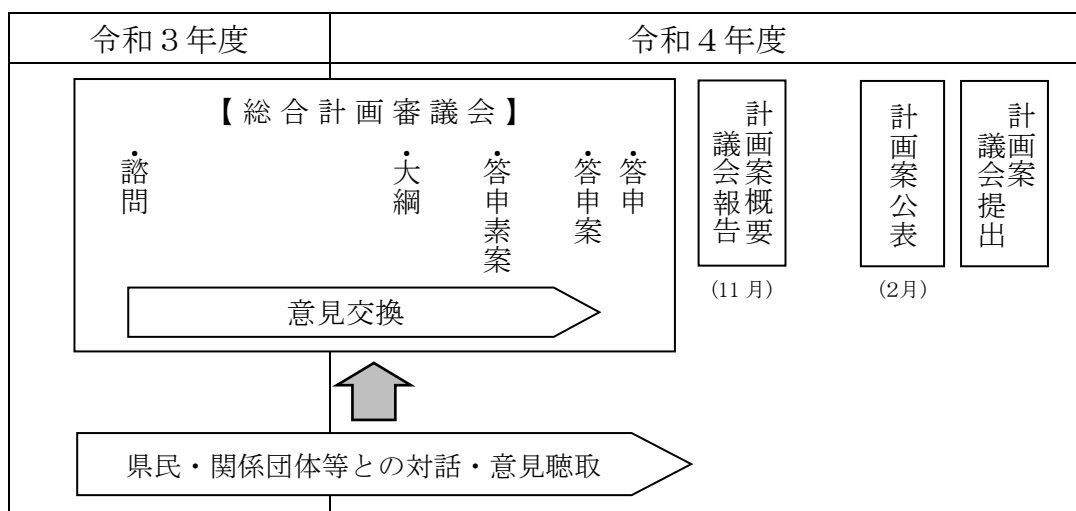 令和３年度
令和４年度
【総合計画審議会】
・諮問
・大綱
・答申素案
・答申案
・答申
意見交換
計画案概要
議会報告
(11月)
計画案公表
(2月)
計画案
議会提出
県民・関係団体等との対話・意見聴取